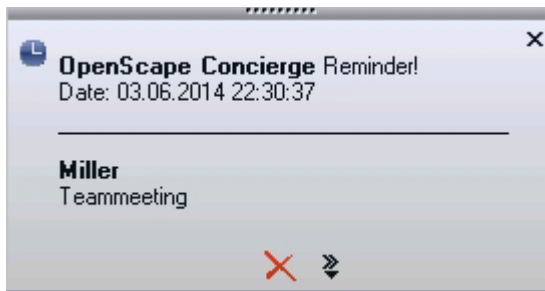 OpenScape Concierge Reminder!
Date: 03.06.2014 22:30:37
Miller
Teammeeting